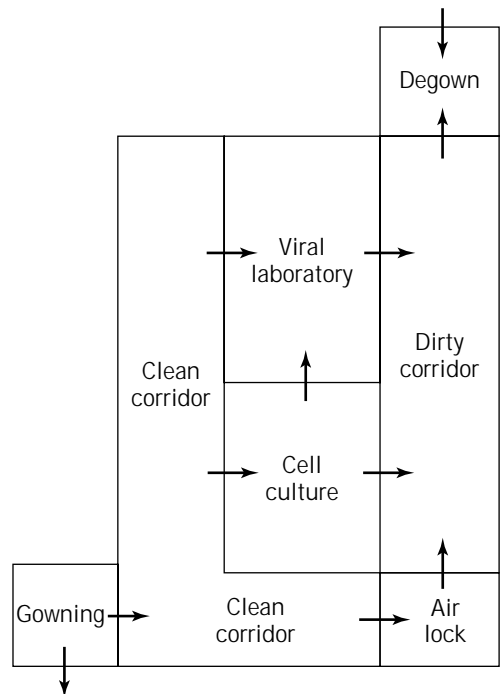 Degown
Viral
laboratory
Dirty
corridor
Clean
corridor
Cell
culture
Gowning
Clean
corridor
Air
lock